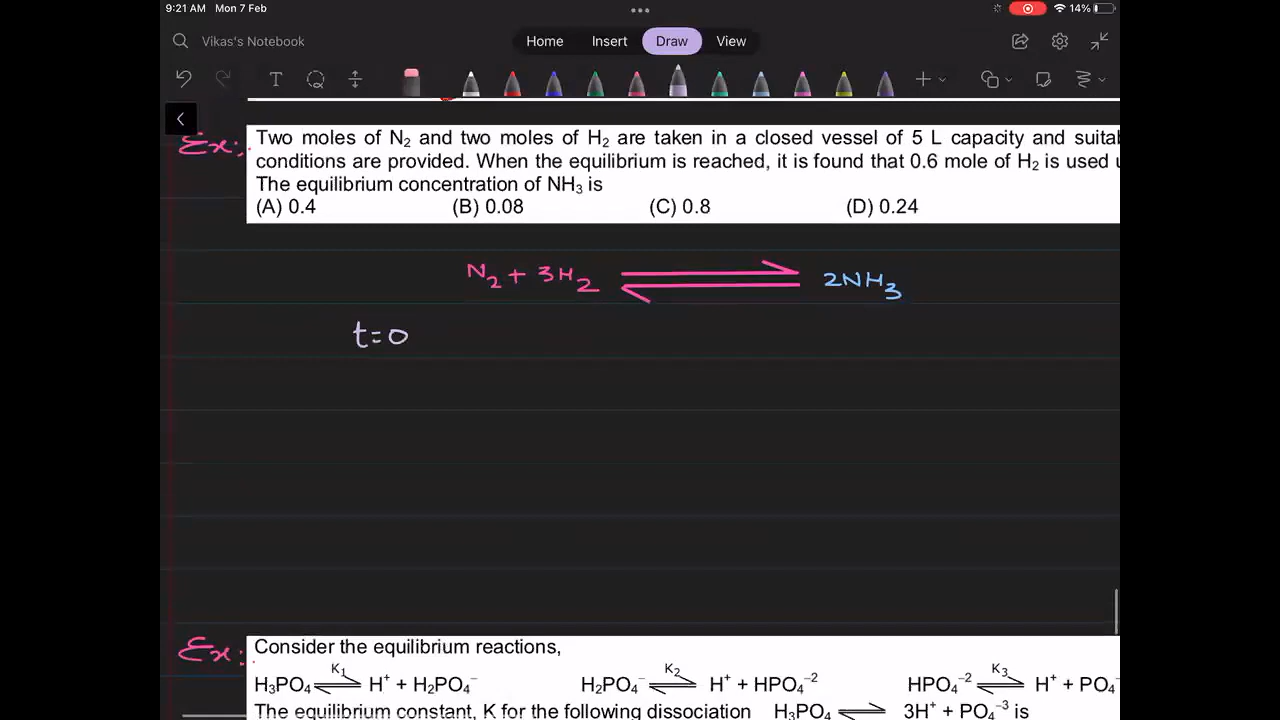 9:21 AM Mon 7 Feb
14%
Vikas's Notebook
Home Insert Draw View
Ex:.
Two moles of N₂ and two moles of H₂ are taken in a closed vessel of 5 L capacity and
conditions are provided. When the equilibrium is reached, it is found that 0.6 mole of H₂ is used
The equilibrium concentration of NH₃ is
(A) 0.4 (B) 0.08 (C) 0.8 (D) 0.24
N₂ + 3H₂ ⇌ 2NH₃
t=0
Ex:.
Consider the equilibrium reactions,
H₃PO₄ ⇌ᴷ¹ H⁺ + H₂PO₄⁻ H₂PO₄⁻ ⇌ᴷ² H⁺ + HPO₄⁻² HPO₄⁻² ⇌ᴷ³ H⁺ + PO₄⁻
The equilibrium constant, K for the following dissociation H₃PO₄ ⇌ 3H⁺ + PO₄⁻³ is